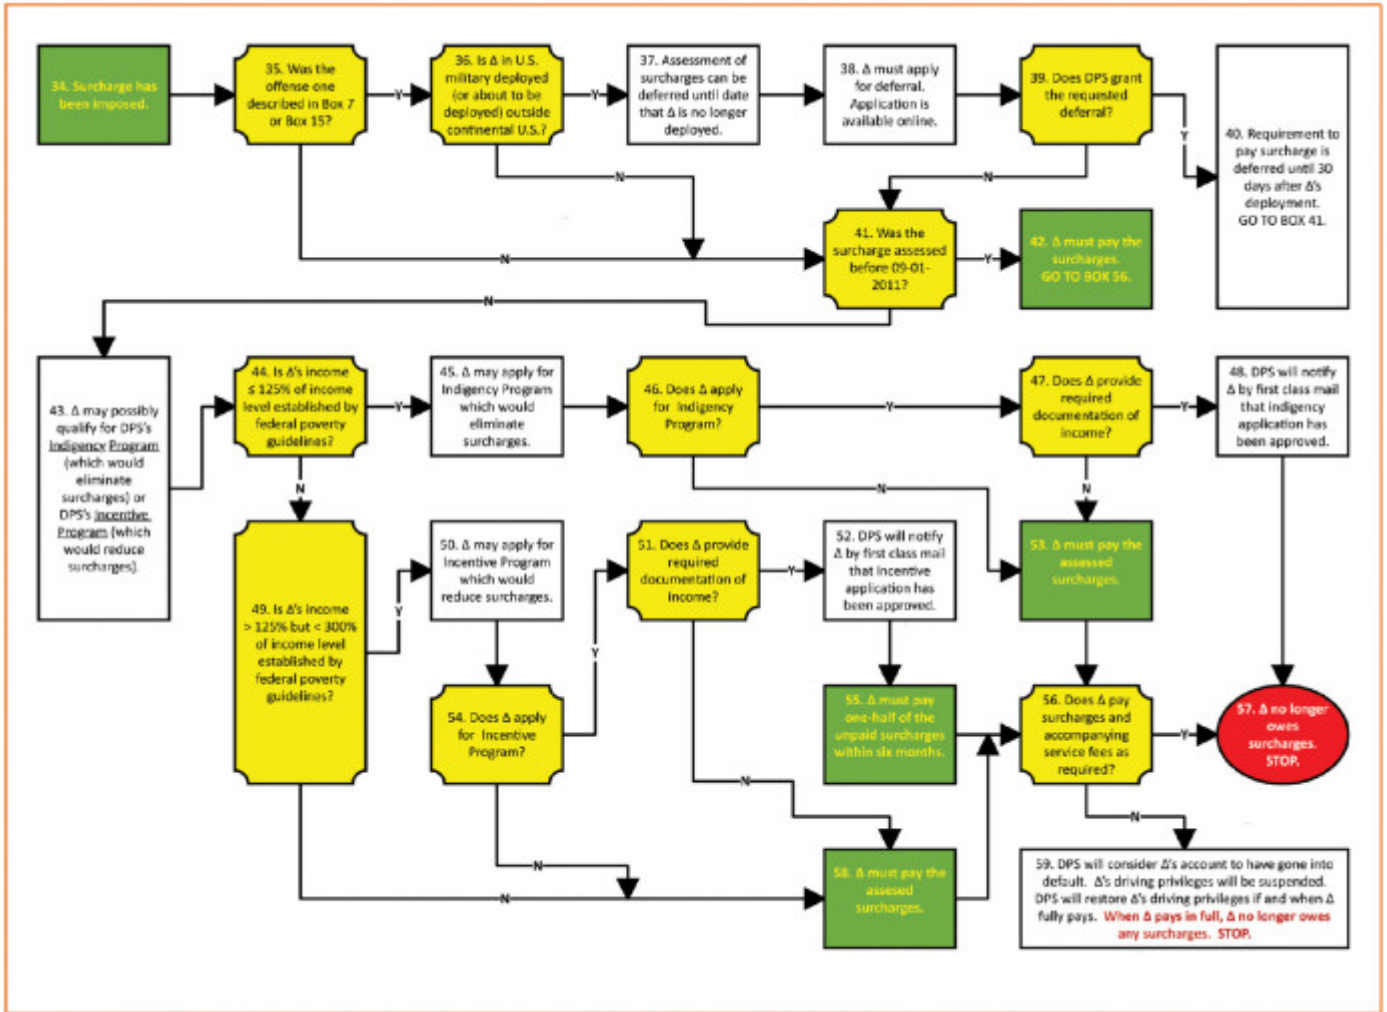 34. Surcharge has
been imposed.
35. Was the
offense one
described in Box 7
or Box 15?
Y
36. Is Δ in U.S.
military deployed
(or about to be
deployed) outside
continental U.S.?
Y
37. Assessment of
surcharges can be
deferred until date
that Δ is no longer
deployed.
38. Δ must apply
for deferral.
Application is
available online.
39. Does DPS grant
the requested
deferral?
Y
40. Requirement to
pay surcharge is
deferred until 30
days after Δ's
deployment.
GO TO BOX 41.
N
N
N
41. Was the
surcharge assessed
before 09-01-
2011?
Y
42. Δ must pay the
surcharges.
GO TO BOX 56.
N
43. Δ may possibly
qualify for DPS's
Indigency Program
(which would
eliminate
surcharges) or
DPS's Incentive
Program (which
would reduce
surcharges).
44. Is Δ's income
≤ 125% of income
level established by
federal poverty
guidelines?
Y
45. Δ may apply for
Indigency Program
which would
eliminate
surcharges.
46. Does Δ apply
for Indigency
Program?
Y
47. Does Δ provide
required
documentation of
income?
Y
48. DPS will notify
Δ by first class mail
that indigency
application has
been approved.
N
N
N
49. Is Δ's income
> 125% but < 300%
of income level
established by
federal poverty
guidelines?
Y
50. Δ may apply for
Incentive Program
which would
reduce surcharges.
51. Does Δ provide
required
documentation of
income?
Y
52. DPS will notify
Δ by first class mail
that Incentive
application has
been approved.
53. Δ must pay the
assessed
surcharges.
54. Does Δ apply
for Incentive
Program?
Y
55. Δ must pay
one-half of the
unpaid surcharges
within six months.
56. Does Δ pay
surcharges and
accompanying
service fees as
required?
Y
57. Δ no longer
owes
surcharges.
STOP.
N
N
N
N
58. Δ must pay the
assesed
surcharges.
59. DPS will consider Δ's account to have gone into
default. Δ's driving privileges will be suspended.
DPS will restore Δ's driving privileges if and when Δ
fully pays. When Δ pays in full, Δ no longer owes
any surcharges. STOP.